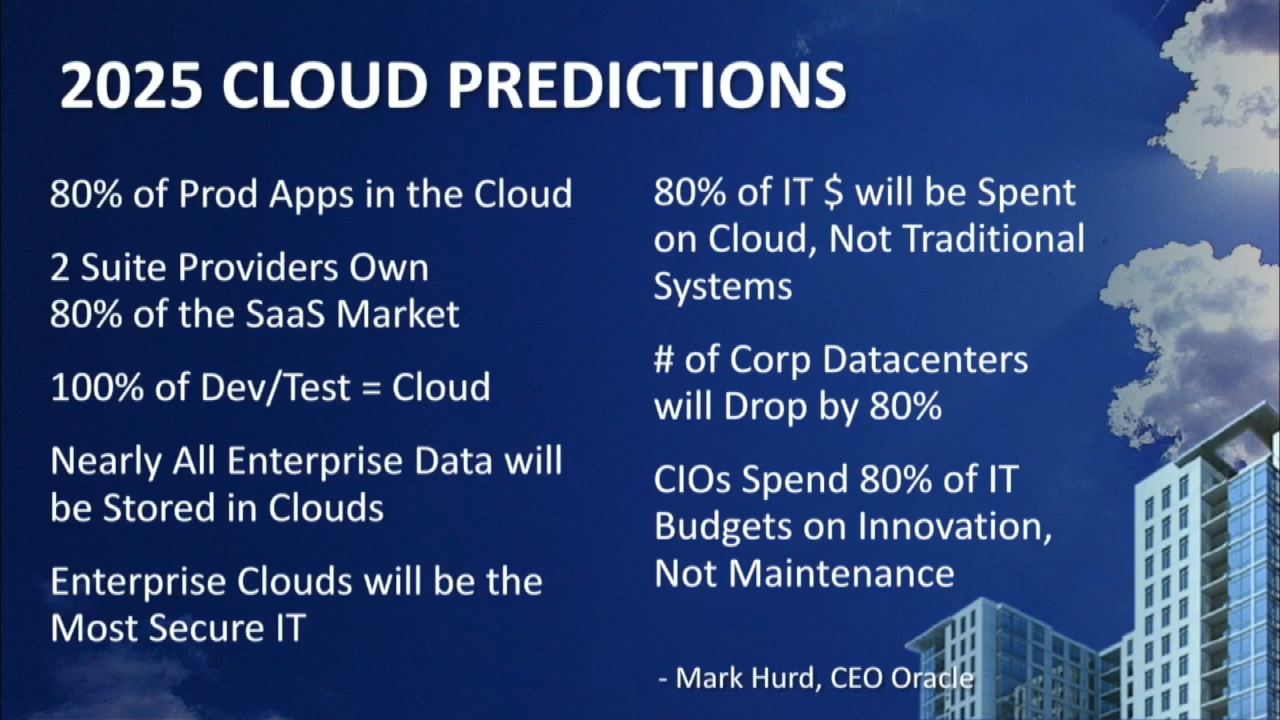 2025 CLOUD PREDICTIONS
80% of Prod Apps in the Cloud
2 Suite Providers Own
80% of the SaaS Market
100% of Dev/Test = Cloud
Nearly All Enterprise Data will
be Stored in Clouds
Enterprise Clouds will be the
Most Secure IT
80% of IT $ will be Spent
on Cloud, Not Traditional
Systems
# of Corp Datacenters
will Drop by 80%
CIOs Spend 80% of IT
Budgets on Innovation,
Not Maintenance
- Mark Hurd, CEO Oracle